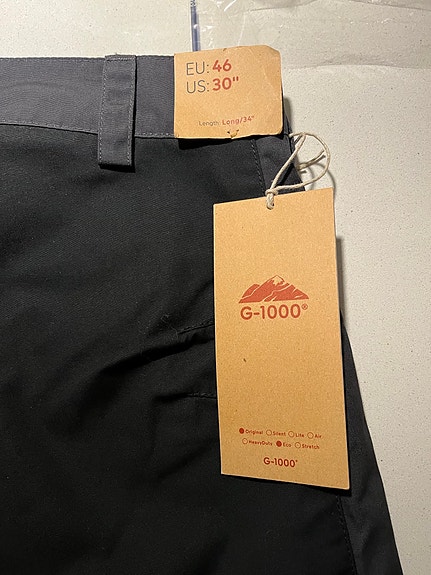 EU: 46
US: 30"
Length: Long/34"
G-1000®
Original Silent Lite Air
HeavyDuty Eco Stretch
G-1000®